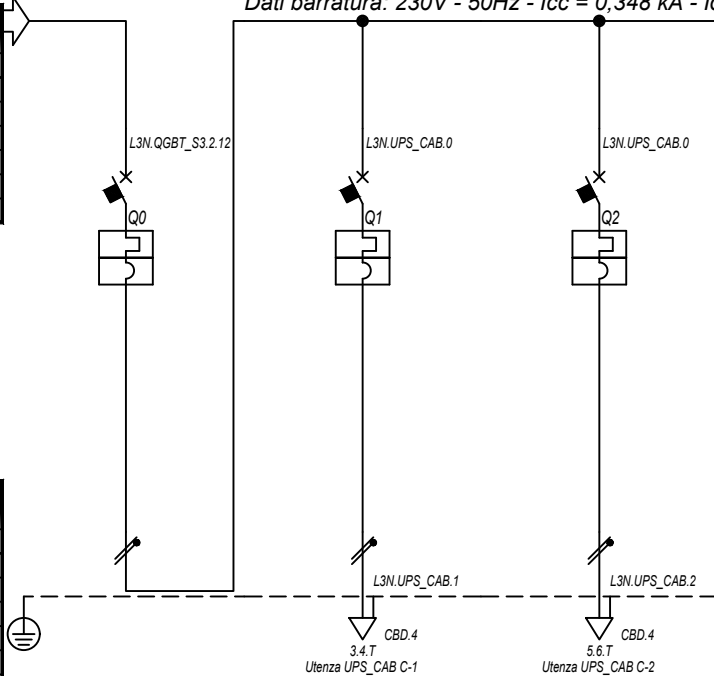 Dati barratura: 230V - 50Hz - Icc = 0,348 kA -
L3N.QGBT_S3.2.12
L3N.UPS_CAB.0
L3N.UPS_CAB.0
Q0
Q1
Q2
L3N.UPS_CAB.1
L3N.UPS_CAB.2
CBD.4
CBD.4
3.4.T
5.6.T
Utenza UPS_CAB C-1
Utenza UPS_CAB C-2